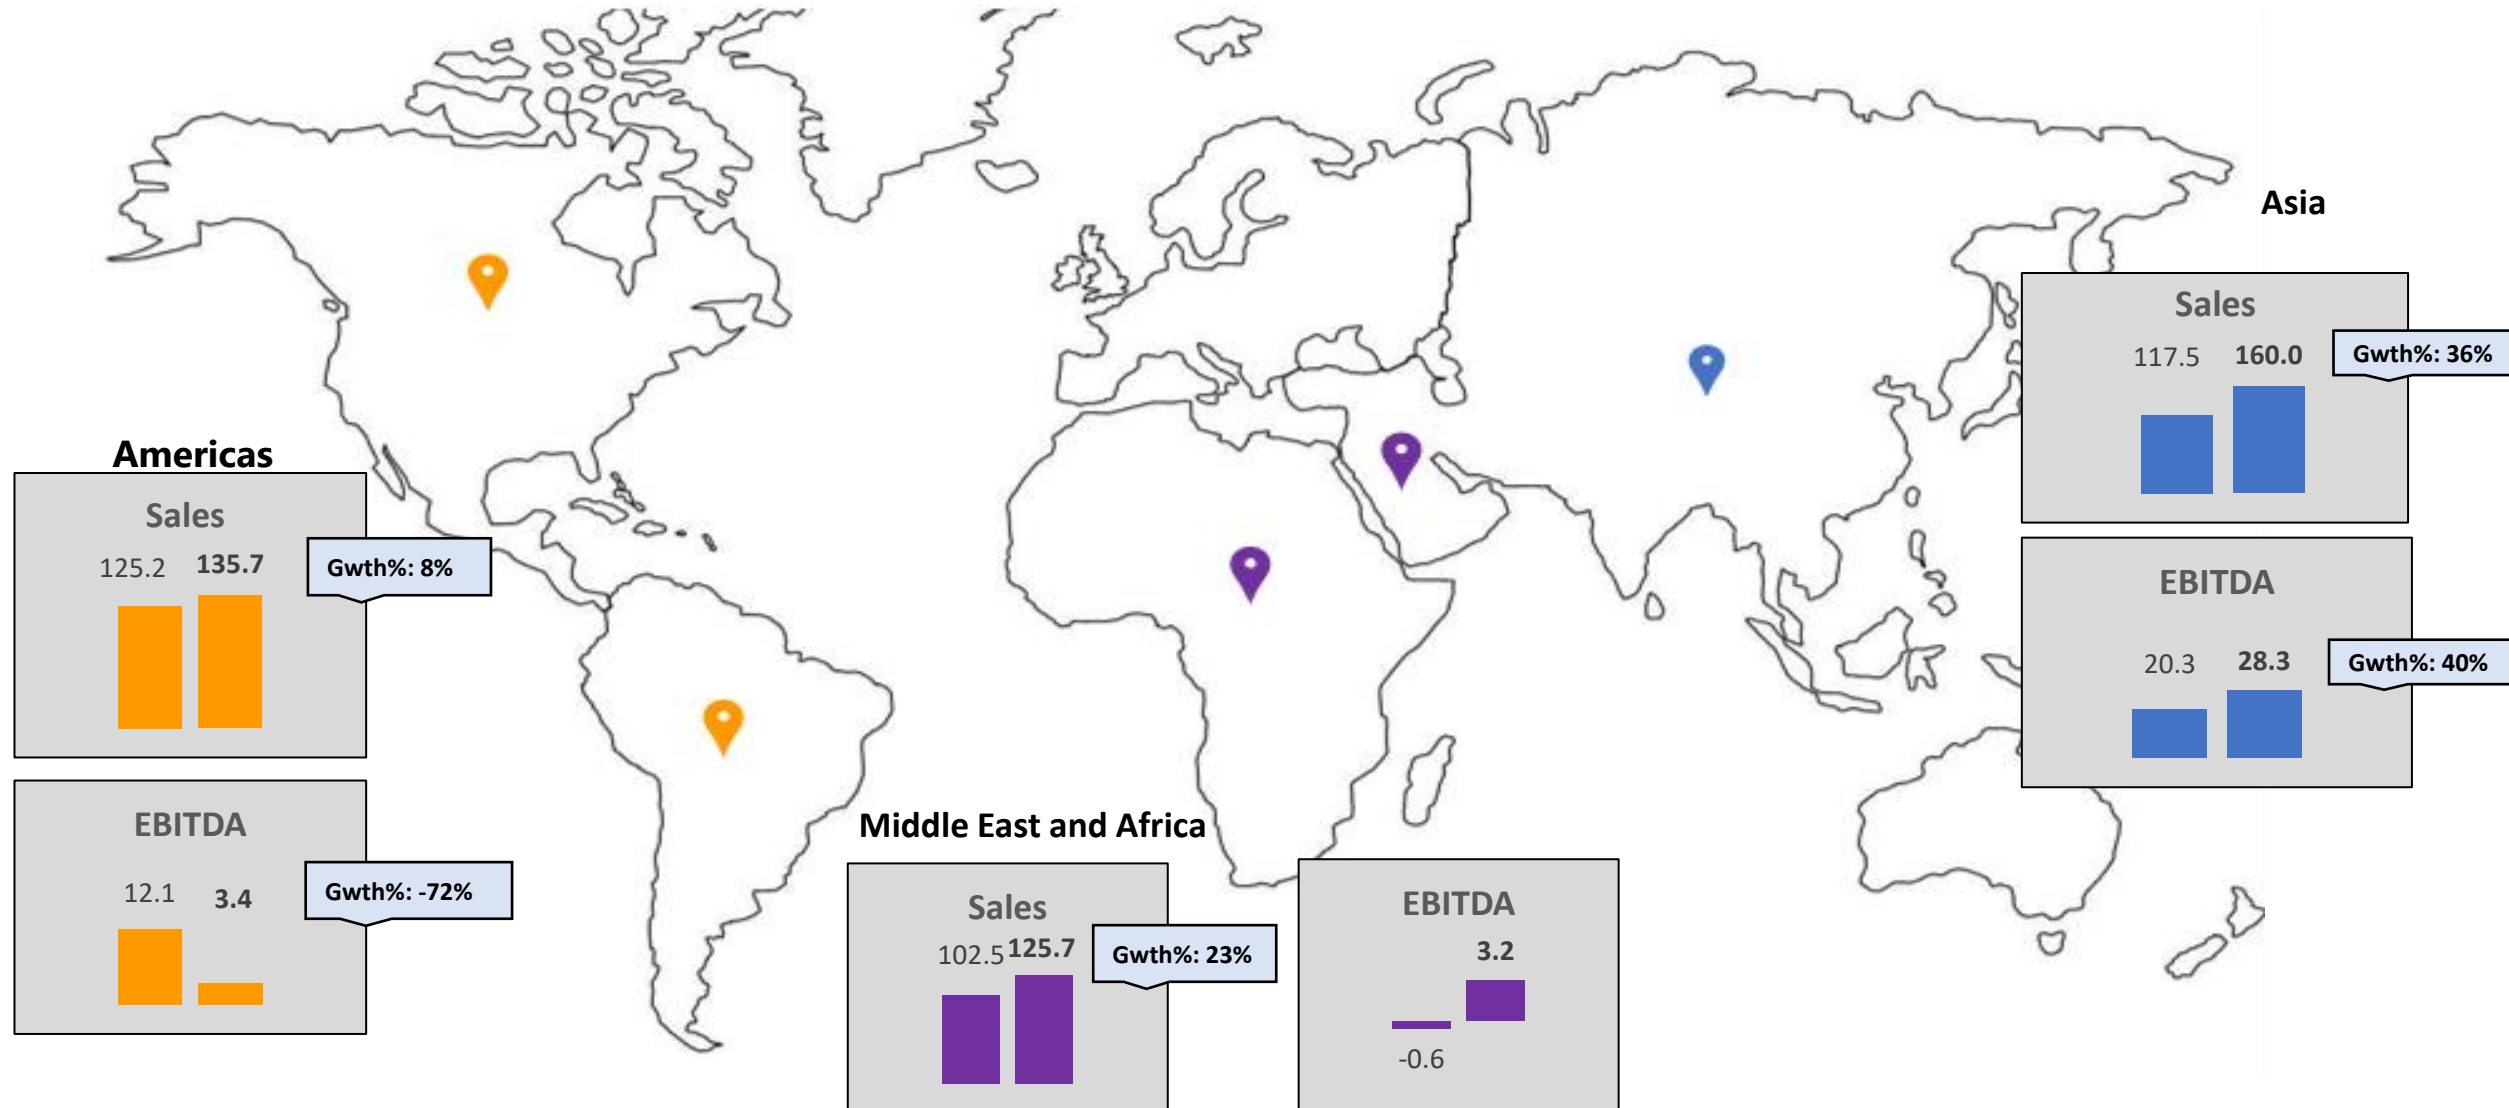 Asia
Sales
117.5 160.0
Gwth%: 36%
EBITDA
20.3 28.3
Gwth%: 40%
Americas
Sales
125.2 135.7
Gwth%: 8%
EBITDA
12.1 3.4
Gwth%: -72%
Middle East and Africa
Sales
102.5 125.7
Gwth%: 23%
EBITDA
3.2
-0.6